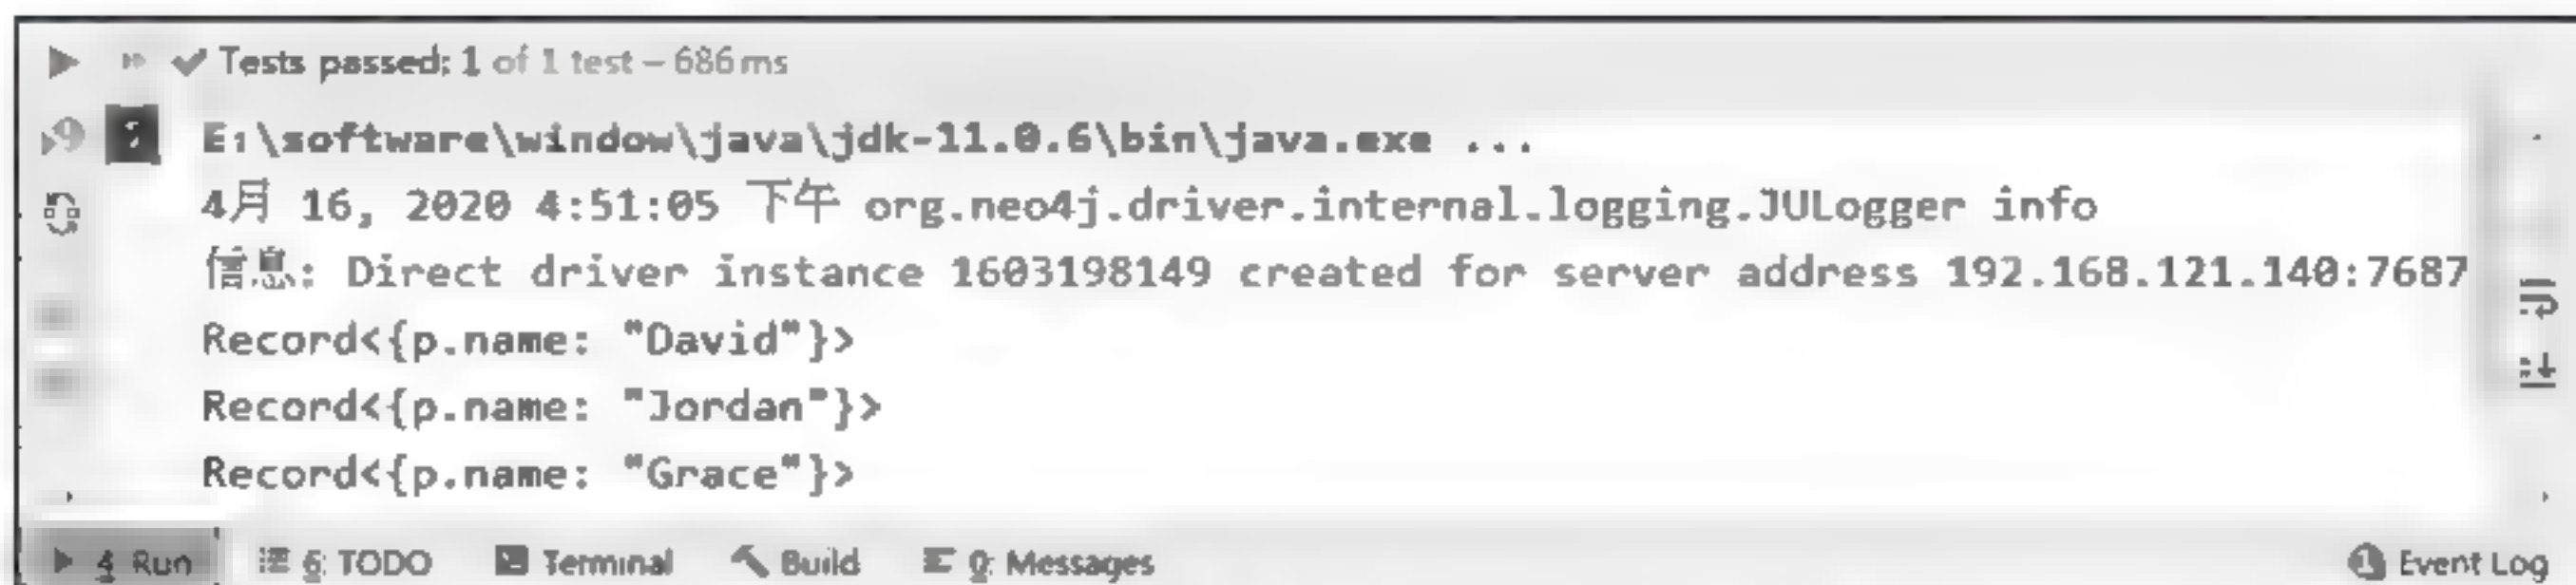 Tests passed: 1 of 1 test – 686 ms
E:\software\window\java\jdk-11.0.6\bin\java.exe ...
4月 16, 2020 4:51:05 下午 org.neo4j.driver.internal.logging.JULogger info
信息: Direct driver instance 1603198149 created for server address 192.168.121.140:7687
Record<{p.name: "David"}>
Record<{p.name: "Jordan"}>
Record<{p.name: "Grace"}>
4: Run 6: TODO Terminal Build 0: Messages 1 Event Log